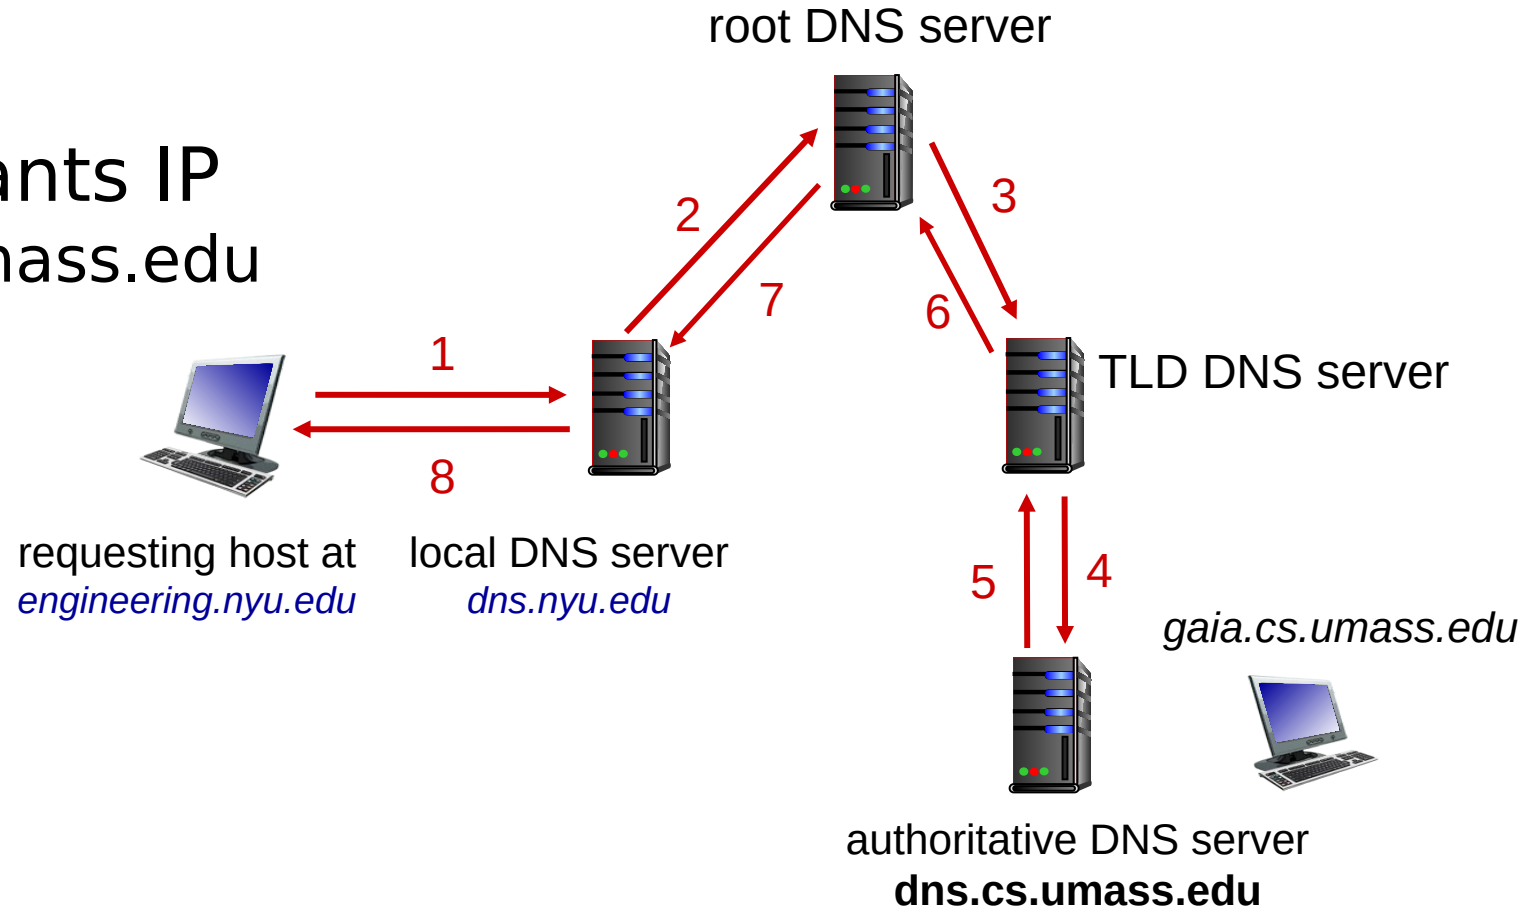 root DNS server
ants IP
mass.edu
2
3
7
6
1
TLD DNS server
8
requesting host at
engineering.nyu.edu
local DNS server
dns.nyu.edu
5
4
gaia.cs.umass.edu
authoritative DNS server
dns.cs.umass.edu